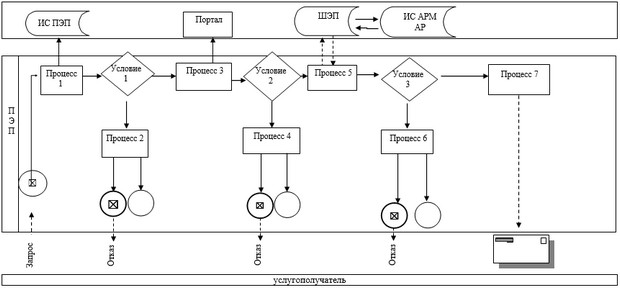 ИС ПЭП
Портал
ШЭП
ИС АРМ
АР
ПЭП
Процесс
1
Условие
1
Процесс 3
Условие
2
Процесс 5
Условие
3
Процесс 7
Процесс 2
Процесс 4
Процесс 6
Запрос
Отказ
Отказ
Отказ
услугополучатель